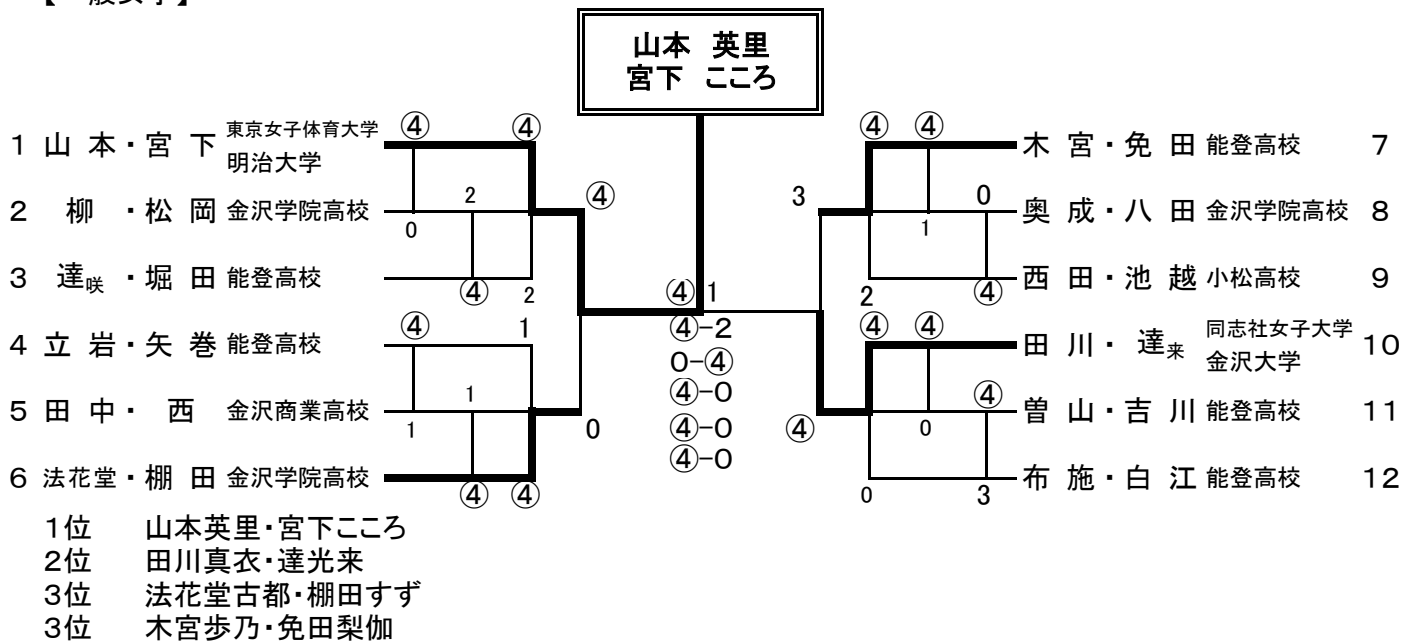 山本　英里
宮下　こころ
1 山 本・宮 下 東京女子体育大学 明治大学 ④ ④
④ ④ 木 宮・免 田 能登高校 7
2 柳 ・松 岡 金沢学院高校 0 2 ④
3 1 0 奥 成・八 田 金沢学院高校 8
3 達咲 ・堀 田 能登高校 ④ 2
2 ④ 西 田・池 越 小松高校 9
④ 1
④-2
0-④
④-0
④-0
④-0
4 立 岩・矢 巻 能登高校 ④ 1
④ ④ 田 川・ 達来 同志社女子大学 金沢大学 10
5 田 中・ 西 金沢商業高校 1 1 0
④ 0 ④ 曽 山・吉 川 能登高校 11
6 法花堂・棚 田 金沢学院高校 ④ ④
0 3 布 施・白 江 能登高校 12
1位 山本英里・宮下こころ
2位 田川真衣・達光来
3位 法花堂古都・棚田すず
3位 木宮歩乃・免田梨伽